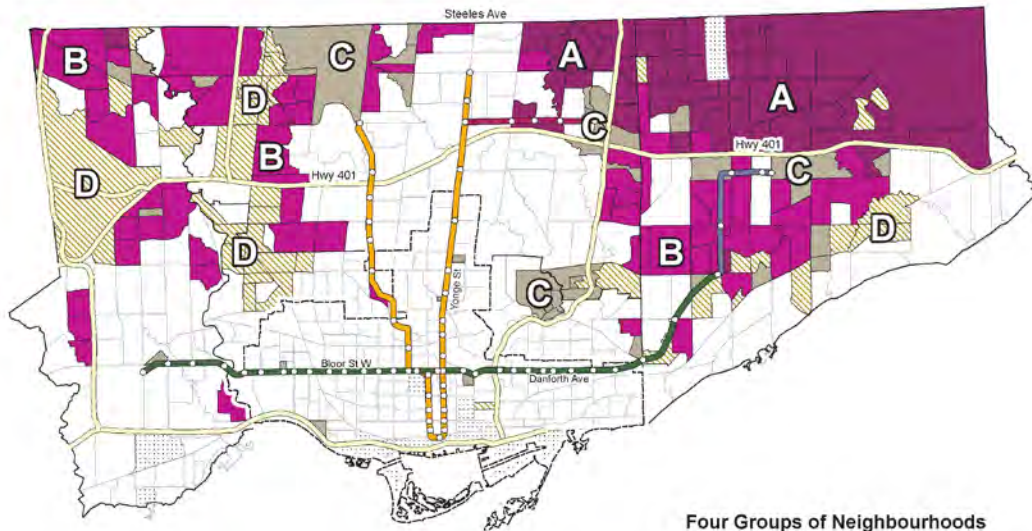 Steeles Ave
B
C
A
D
A
B
C
Hwy 401
D
Hwy 401
C
D
B
D
C
Yonge St
Bloor St W
Danforth Ave
Four Groups of Neighbourhoods